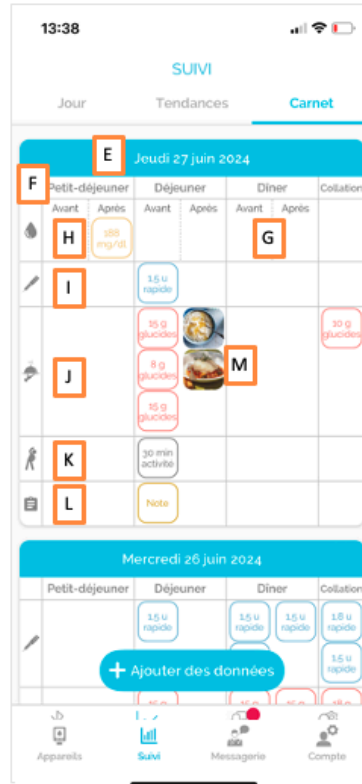 13:38
SUIVI
Jour Tendances Carnet
E
Jeudi 27 juin 2024
F
Petit-déjeuner Déjeuner Dîner Collation
Avant Après Avant Après Avant Après
H
188
mg/dl
G
I
1.5 u
rapide
15 g
glucides
10 g
glucides
J
8 g
glucides
M
15 g
glucides
K
30 min
activité
L
Note
Mercredi 26 juin 2024
Petit-déjeuner Déjeuner Dîner Collation
1.5 u
rapide
1.5 u
rapide
1.5 u
rapide
1.8 u
rapide
1.5 u
rapide
+ Ajouter des données
Appareils Suivi Messagerie Compte